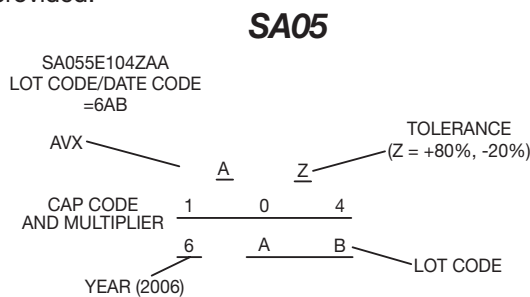 provided.
SA05
SA055E104ZAA
LOT CODE/DATE CODE
=6AB
AVX
TOLERANCE
(Z = +80%, -20%)
A Z
CAP CODE
AND MULTIPLIER
1 0 4
6 A B
LOT CODE
YEAR (2006)